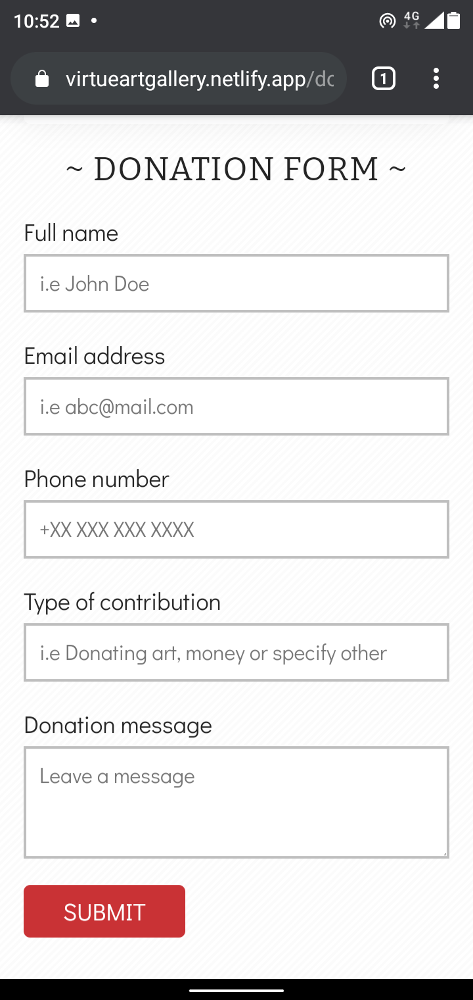 10:52
4G
virtueartgallery.netlify.app/dc
1
~ DONATION FORM ~
Full name
i.e John Doe
Email address
i.e abc@mail.com
Phone number
+XX XXX XXX XXXX
Type of contribution
i.e Donating art, money or specify other
Donation message
Leave a message
SUBMIT